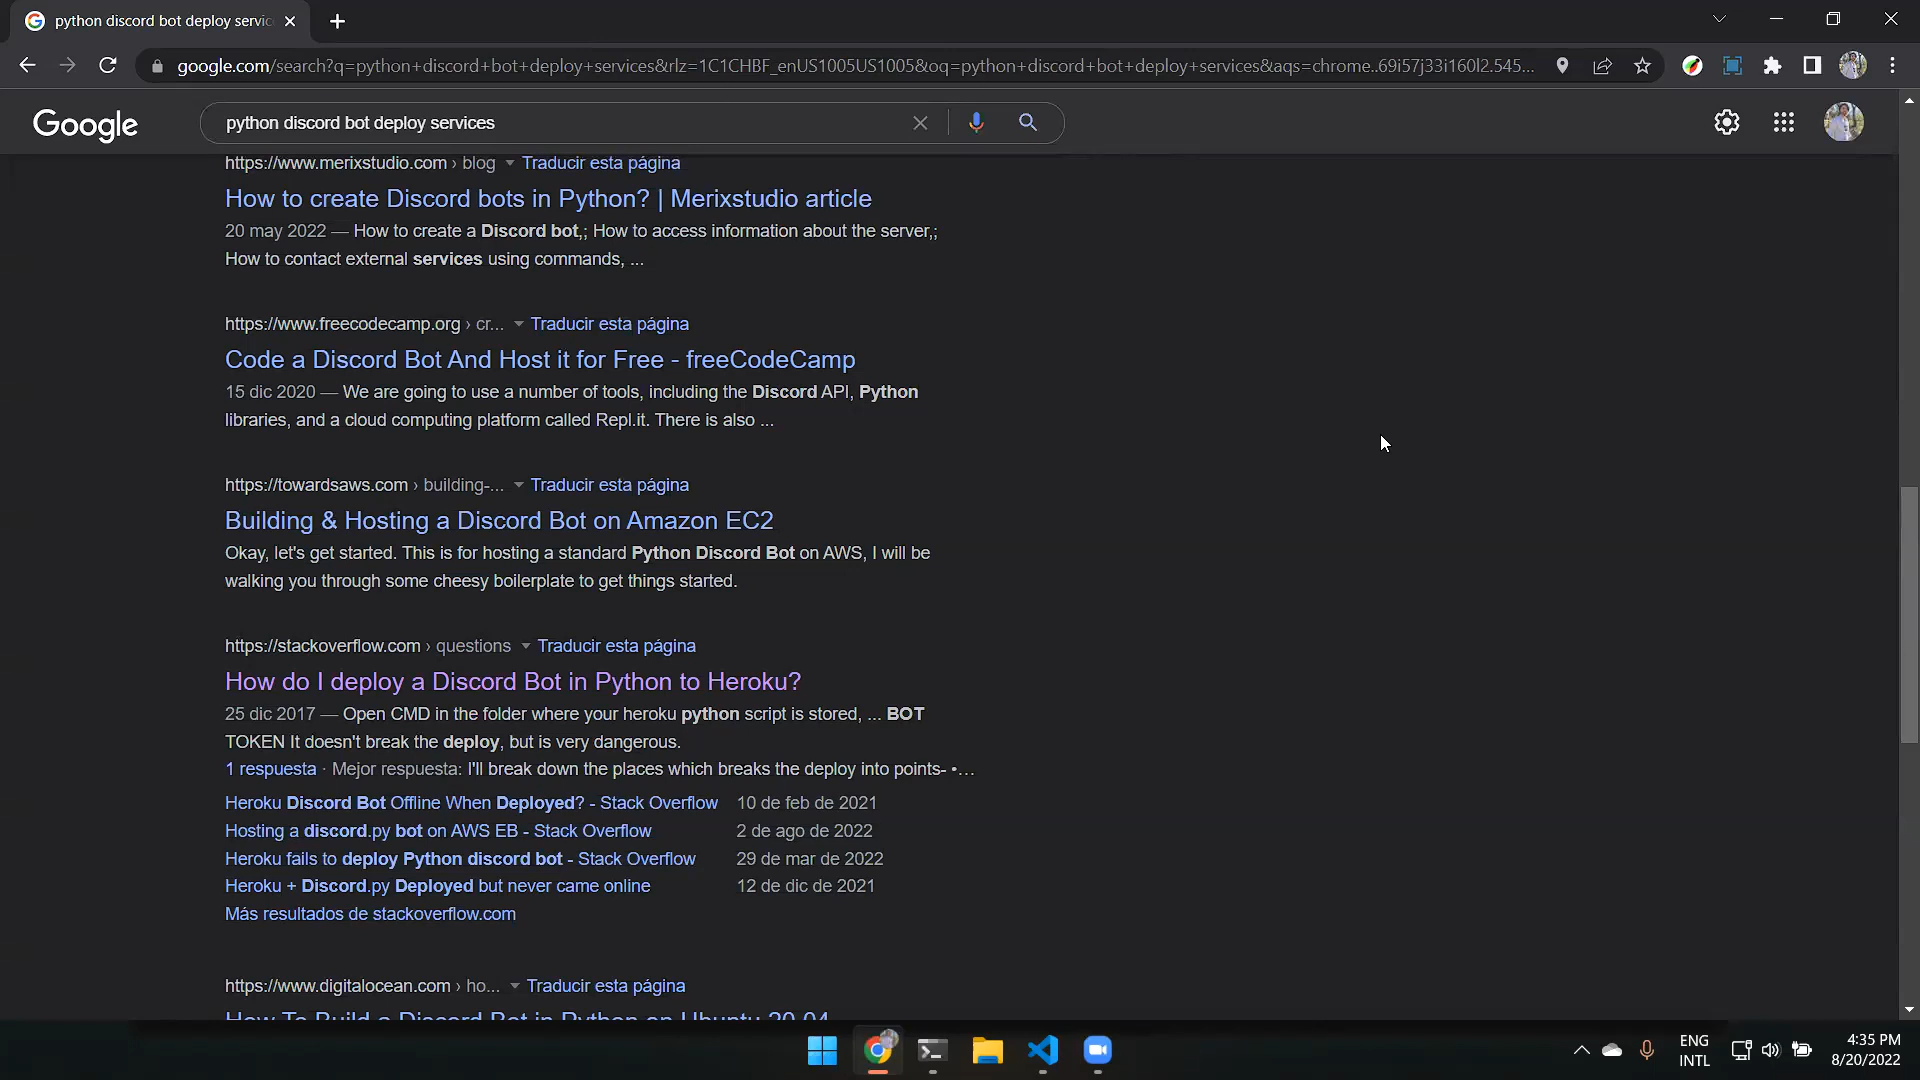 python discord bot deploy servic
google.com/search?q=python+discord+bot+deploy+services&rlz=1C1CHBF_enUS1005US1005&oq=python+discord+bot+deploy+services&aqs=chrome..69i57j33i160l2.545...
Google
python discord bot deploy services
https://www.merixstudio.com › blog Traducir esta página
How to create Discord bots in Python? | Merixstudio article
20 may 2022 — How to create a Discord bot,; How to access information about the server,;
How to contact external services using commands, ...
https://www.freecodecamp.org › cr... Traducir esta página
Code a Discord Bot And Host it for Free - freeCodeCamp
15 dic 2020 — We are going to use a number of tools, including the Discord API, Python
libraries, and a cloud computing platform called Repl.it. There is also ...
https://towardsaws.com › building-... Traducir esta página
Building & Hosting a Discord Bot on Amazon EC2
Okay, let's get started. This is for hosting a standard Python Discord Bot on AWS, I will be
walking you through some cheesy boilerplate to get things started.
https://stackoverflow.com › questions Traducir esta página
How do I deploy a Discord Bot in Python to Heroku?
25 dic 2017 — Open CMD in the folder where your heroku python script is stored, ... BOT
TOKEN It doesn't break the deploy, but is very dangerous.
1 respuesta · Mejor respuesta: I'll break down the places which breaks the deploy into points- •...
Heroku Discord Bot Offline When Deployed? - Stack Overflow 10 de feb de 2021
Hosting a discord.py bot on AWS EB - Stack Overflow 2 de ago de 2022
Heroku fails to deploy Python discord bot - Stack Overflow 29 de mar de 2022
Heroku + Discord.py Deployed but never came online 12 de dic de 2021
Más resultados de stackoverflow.com
https://www.digitalocean.com › ho... Traducir esta página
How To Build a Discord Bot in Python on Ubuntu 20.04
ENG
INTL
4:35 PM
8/20/2022